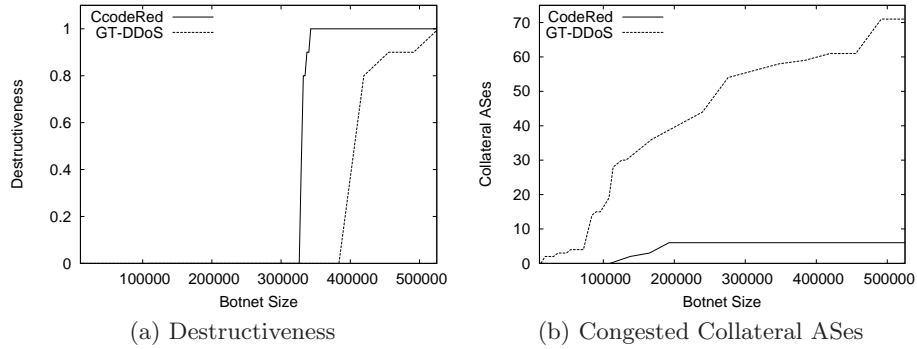 CcodeRed
GT-DDoS
1
0.8
0.6
0.4
0.2
0
Destructiveness
100000 200000 300000 400000 500000
Botnet Size
(a) Destructiveness
CodeRed
GT-DDoS
70
60
50
40
30
20
10
0
Collateral ASes
100000 200000 300000 400000 500000
Botnet Size
(b) Congested Collateral ASes